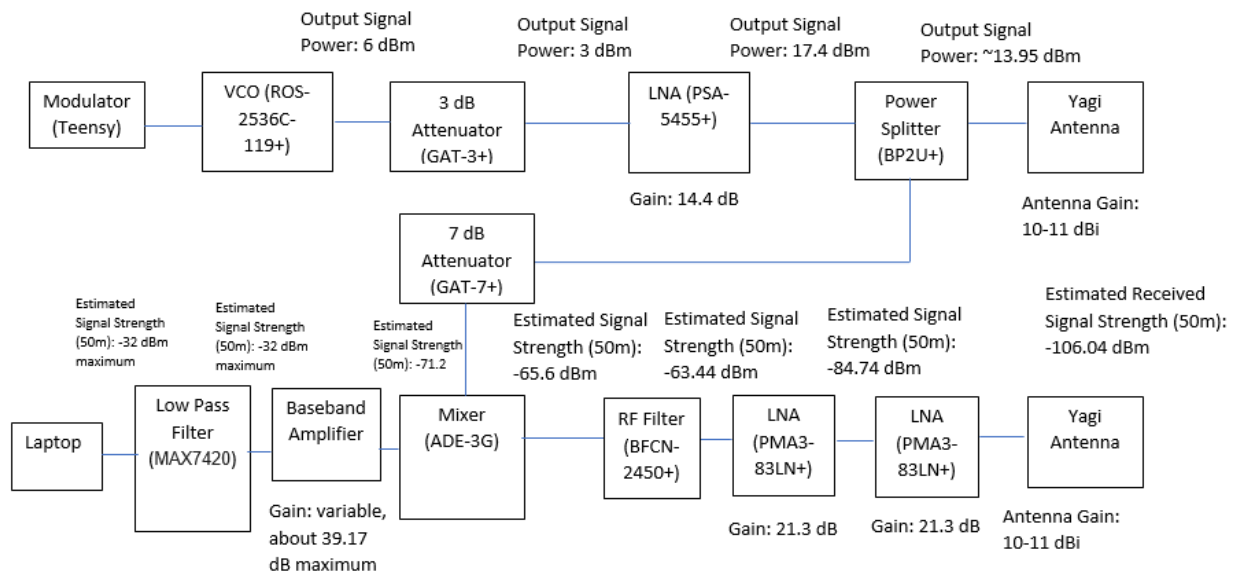 Output Signal
Power: 6 dBm
Output Signal
Power: 3 dBm
Output Signal
Power: 17.4 dBm
Output Signal
Power: ~13.95 dBm
Modulator
(Teensy)
VCO (ROS-
2536C-
119+)
3 dB
Attenuator
(GAT-3+)
LNA (PSA-
5455+)
Power
Splitter
(BP2U+)
Yagi
Antenna
Gain: 14.4 dB
Antenna Gain:
10-11 dBi
7 dB
Attenuator
(GAT-7+)
Estimated
Signal Strength
(50m): -32 dBm
maximum
Estimated
Signal Strength
(50m): -32 dBm
maximum
Estimated
Signal Strength
(50m): -71.2
Estimated Signal
Strength (50m):
-65.6 dBm
Estimated Signal
Strength (50m):
-63.44 dBm
Estimated Signal
Strength (50m):
-84.74 dBm
Estimated Received
Signal Strength (50m):
-106.04 dBm
Laptop
Low Pass
Filter
(MAX7420)
Baseband
Amplifier
Mixer
(ADE-3G)
RF Filter
(BFCN-
2450+)
LNA
(PMA3-
83LN+)
LNA
(PMA3-
83LN+)
Yagi
Antenna
Gain: variable,
about 39.17
dB maximum
Gain: 21.3 dB
Gain: 21.3 dB
Antenna Gain:
10-11 dBi